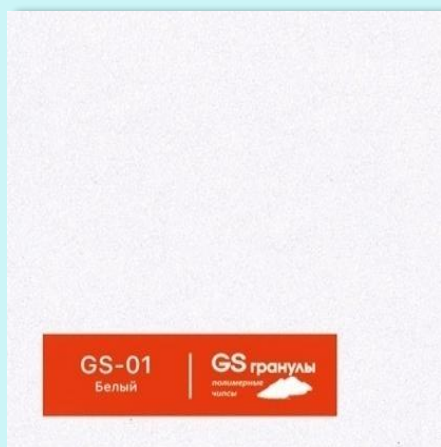 GS-01
Белый
GS гранулы
полимерные
чипсы